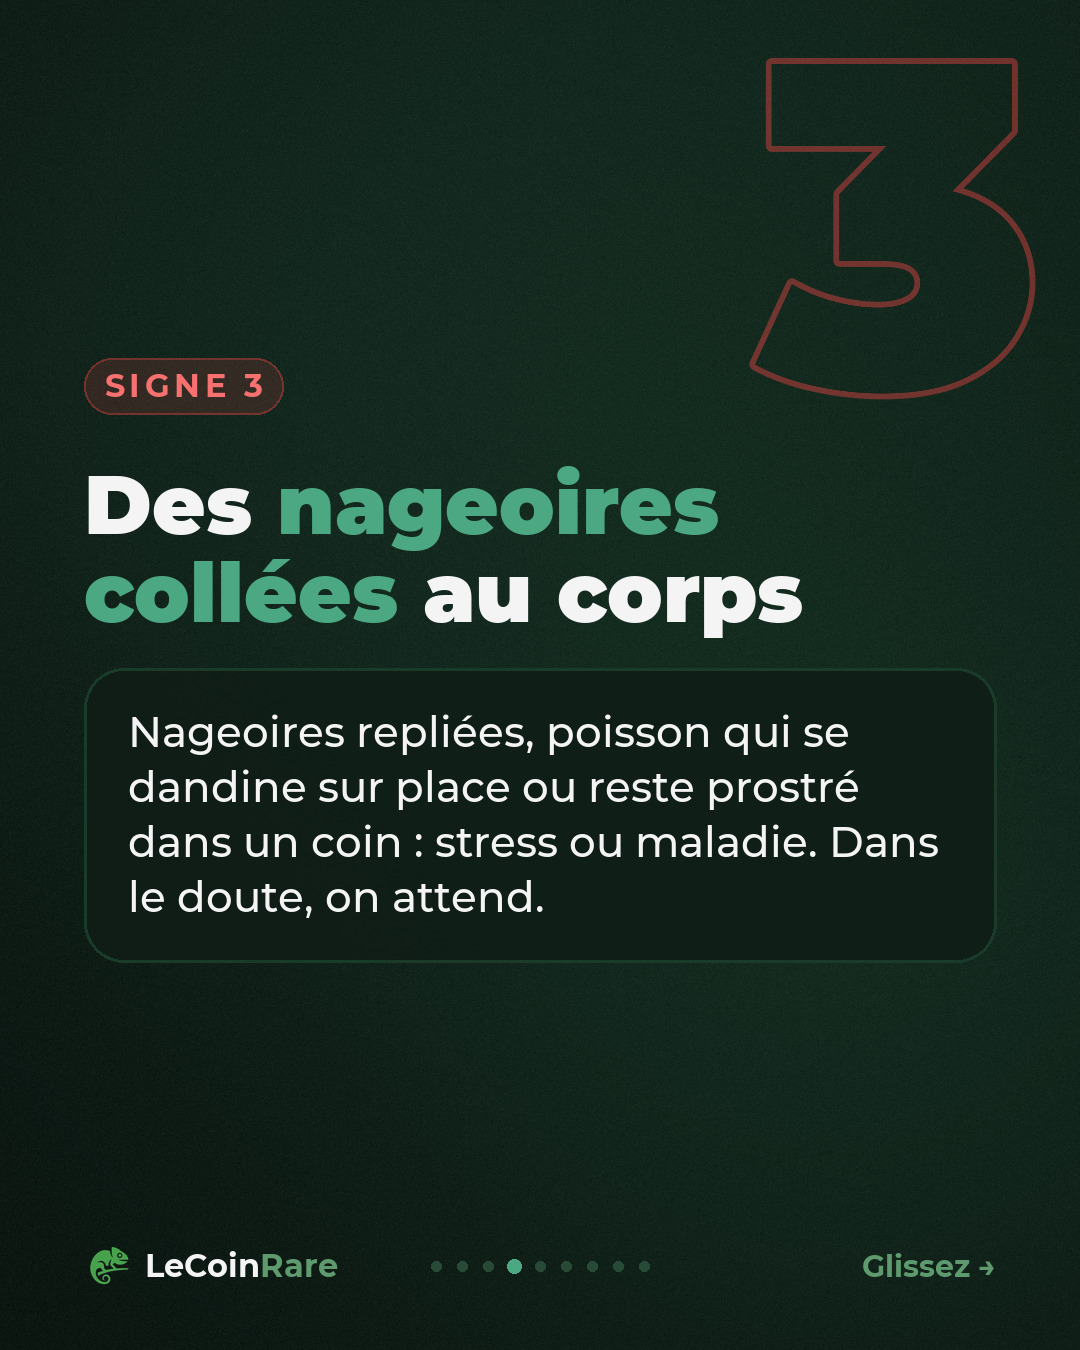 3
SIGNE 3
Des nageoires
collées au corps
Nageoires repliées, poisson qui se
dandine sur place ou reste prostré
dans un coin : stress ou maladie. Dans
le doute, on attend.
LeCoinRare
Glissez →